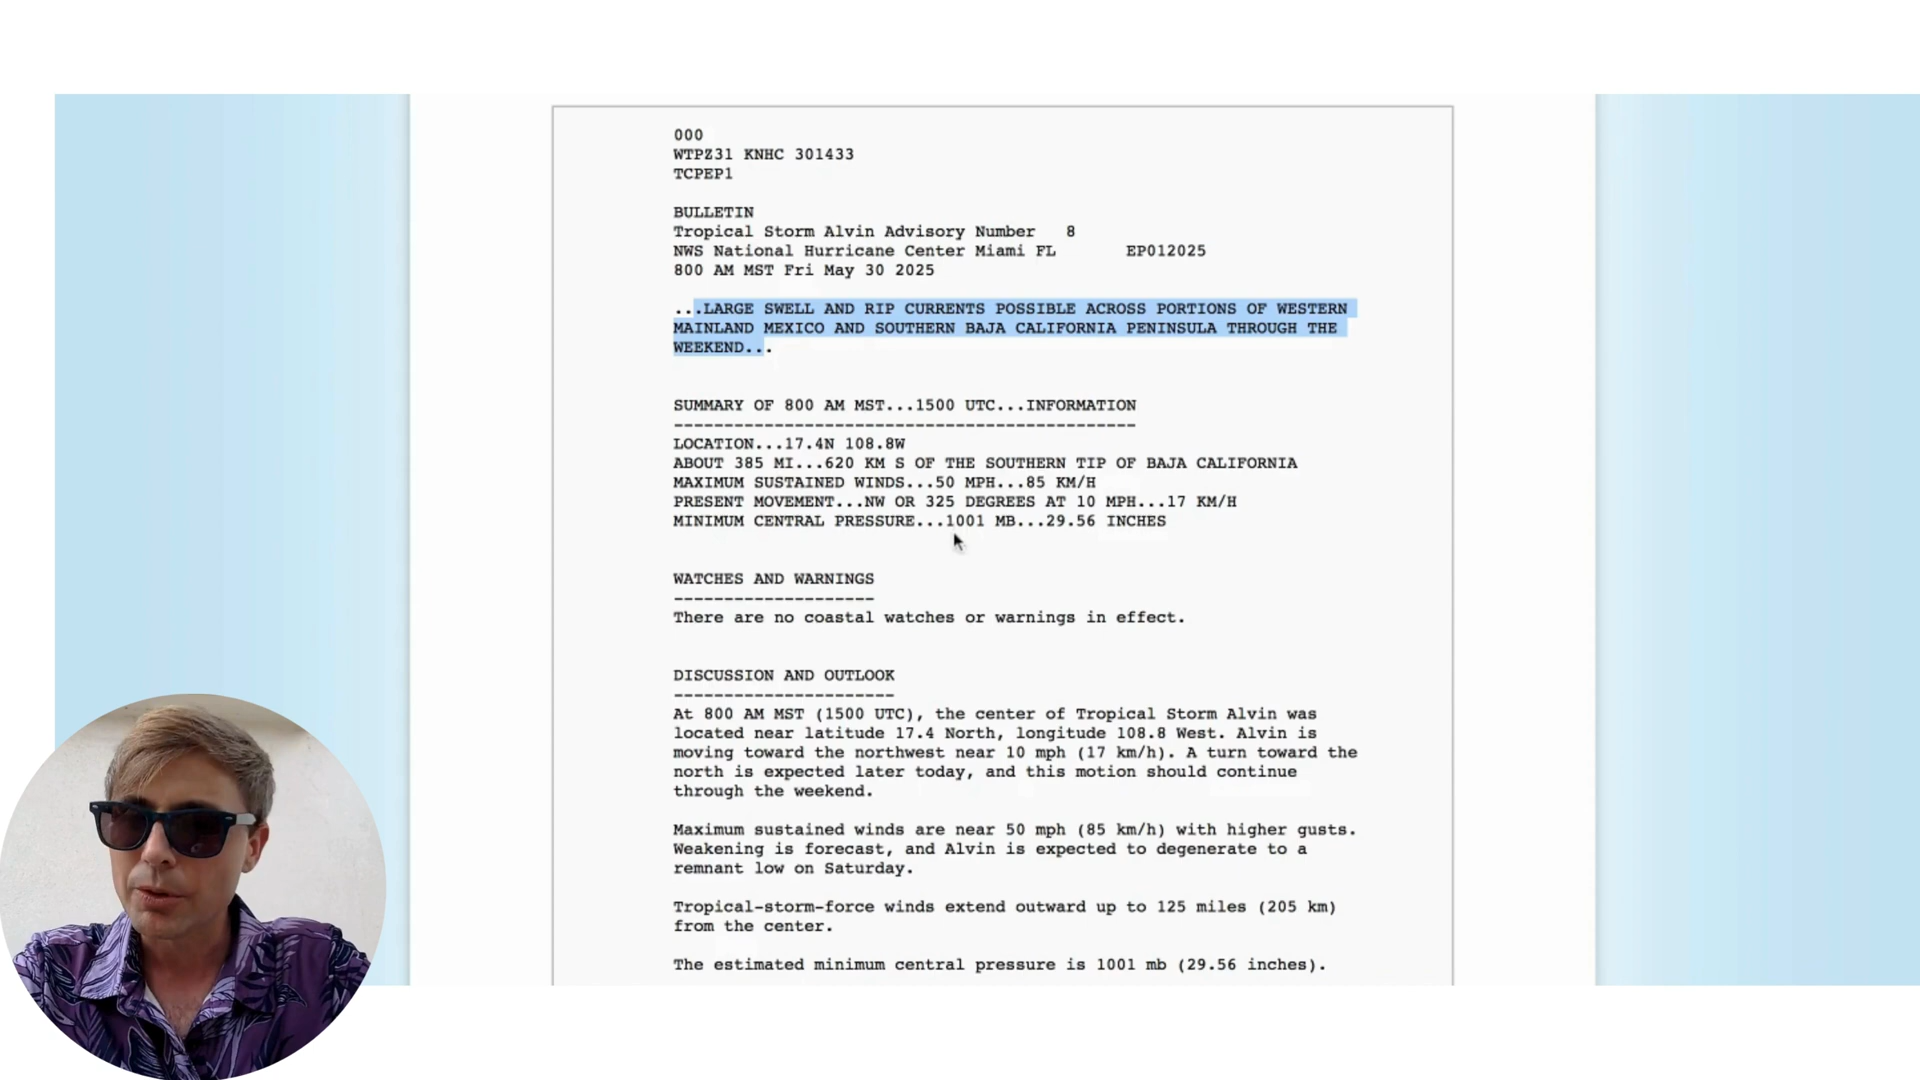 000
WTPZ31 KNHC 301433
TCPEP1
BULLETIN
Tropical Storm Alvin Advisory Number 8
NWS National Hurricane Center Miami FL EP012025
800 AM MST Fri May 30 2025
...LARGE SWELL AND RIP CURRENTS POSSIBLE ACROSS PORTIONS OF WESTERN
MAINLAND MEXICO AND SOUTHERN BAJA CALIFORNIA PENINSULA THROUGH THE
WEEKEND...
SUMMARY OF 800 AM MST...1500 UTC...INFORMATION
----------------------------------------------
LOCATION...17.4N 108.8W
ABOUT 385 MI...620 KM S OF THE SOUTHERN TIP OF BAJA CALIFORNIA
MAXIMUM SUSTAINED WINDS...50 MPH...85 KM/H
PRESENT MOVEMENT...NW OR 325 DEGREES AT 10 MPH...17 KM/H
MINIMUM CENTRAL PRESSURE...1001 MB...29.56 INCHES
WATCHES AND WARNINGS
--------------------
There are no coastal watches or warnings in effect.
DISCUSSION AND OUTLOOK
----------------------
At 800 AM MST (1500 UTC), the center of Tropical Storm Alvin was
located near latitude 17.4 North, longitude 108.8 West. Alvin is
moving toward the northwest near 10 mph (17 km/h). A turn toward the
north is expected later today, and this motion should continue
through the weekend.
Maximum sustained winds are near 50 mph (85 km/h) with higher gusts.
Weakening is forecast, and Alvin is expected to degenerate to a
remnant low on Saturday.
Tropical-storm-force winds extend outward up to 125 miles (205 km)
from the center.
The estimated minimum central pressure is 1001 mb (29.56 inches).